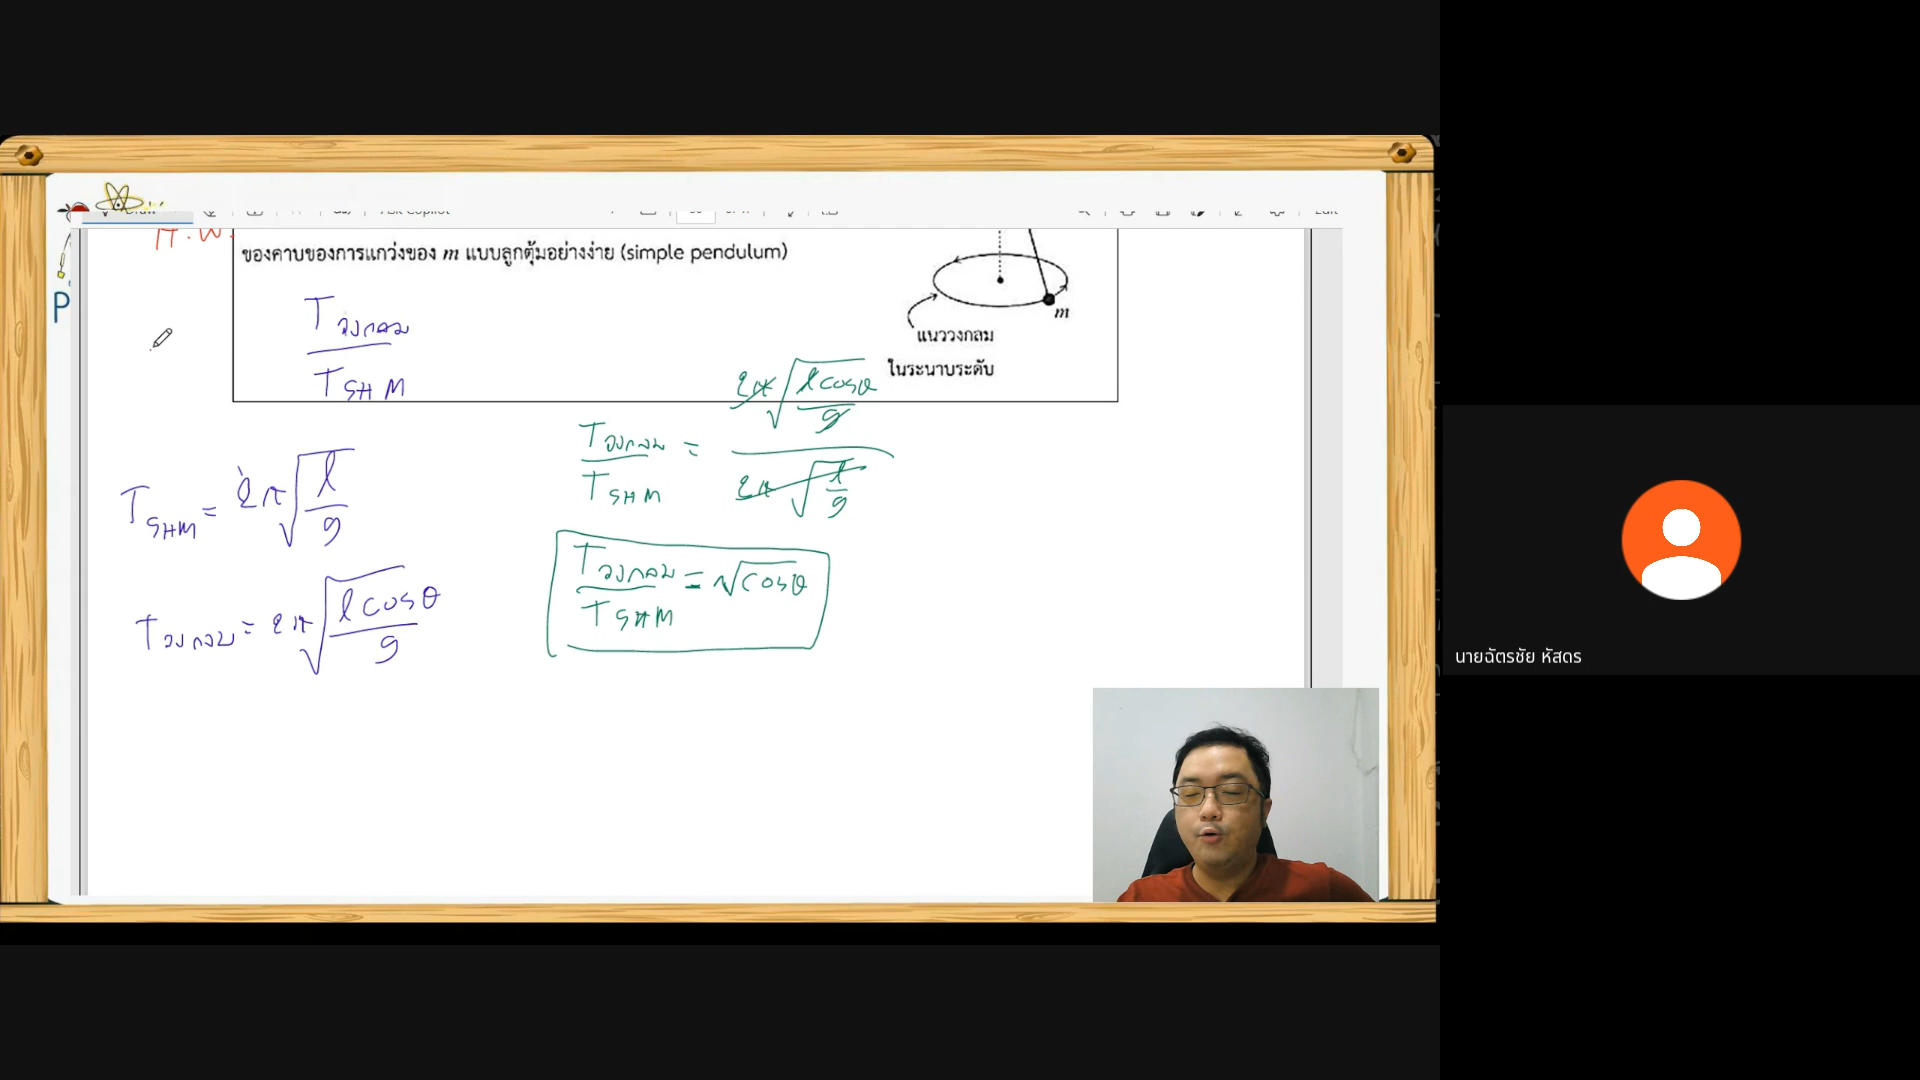 H.W.
ของคาบของการแกว่งของ m แบบลูกตุ้มอย่างง่าย (simple pendulum)
P
m
แนววงกลม
ในระนาบระดับ
T วงกลม
T SHM
T SHM = 2π √ l / g
T วงกลม = 2π √ l cosθ / g
T วงกลม / T SHM = 2π √ l cosθ / g / 2π √ l / g
T วงกลม / T SHM = √cosθ
นายฉัตรชัย หัสดร